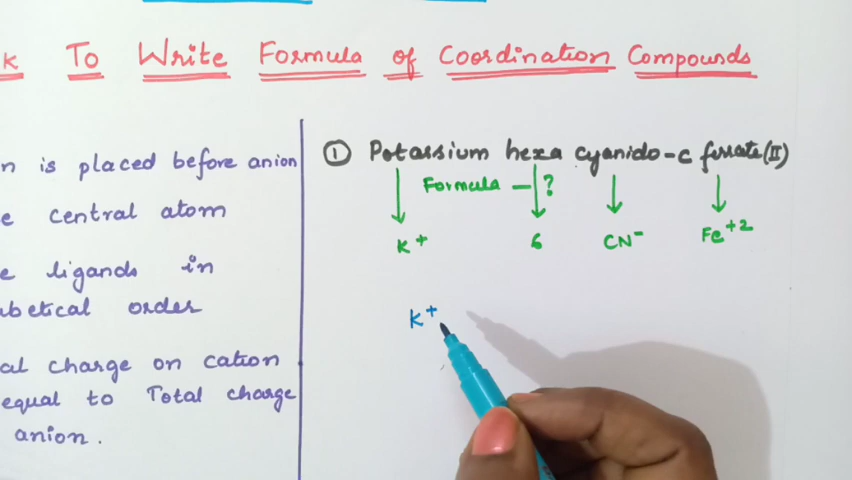 k To Write Formula of Coordination Compounds
n is placed before anion
e central atom
e ligands in
abetical order
al charge on cation
equal to Total charge
anion.
① Potassium hexa cyanido-c ferrate(II)
Formula – ?
K+ 6 CN- Fe+2
K+